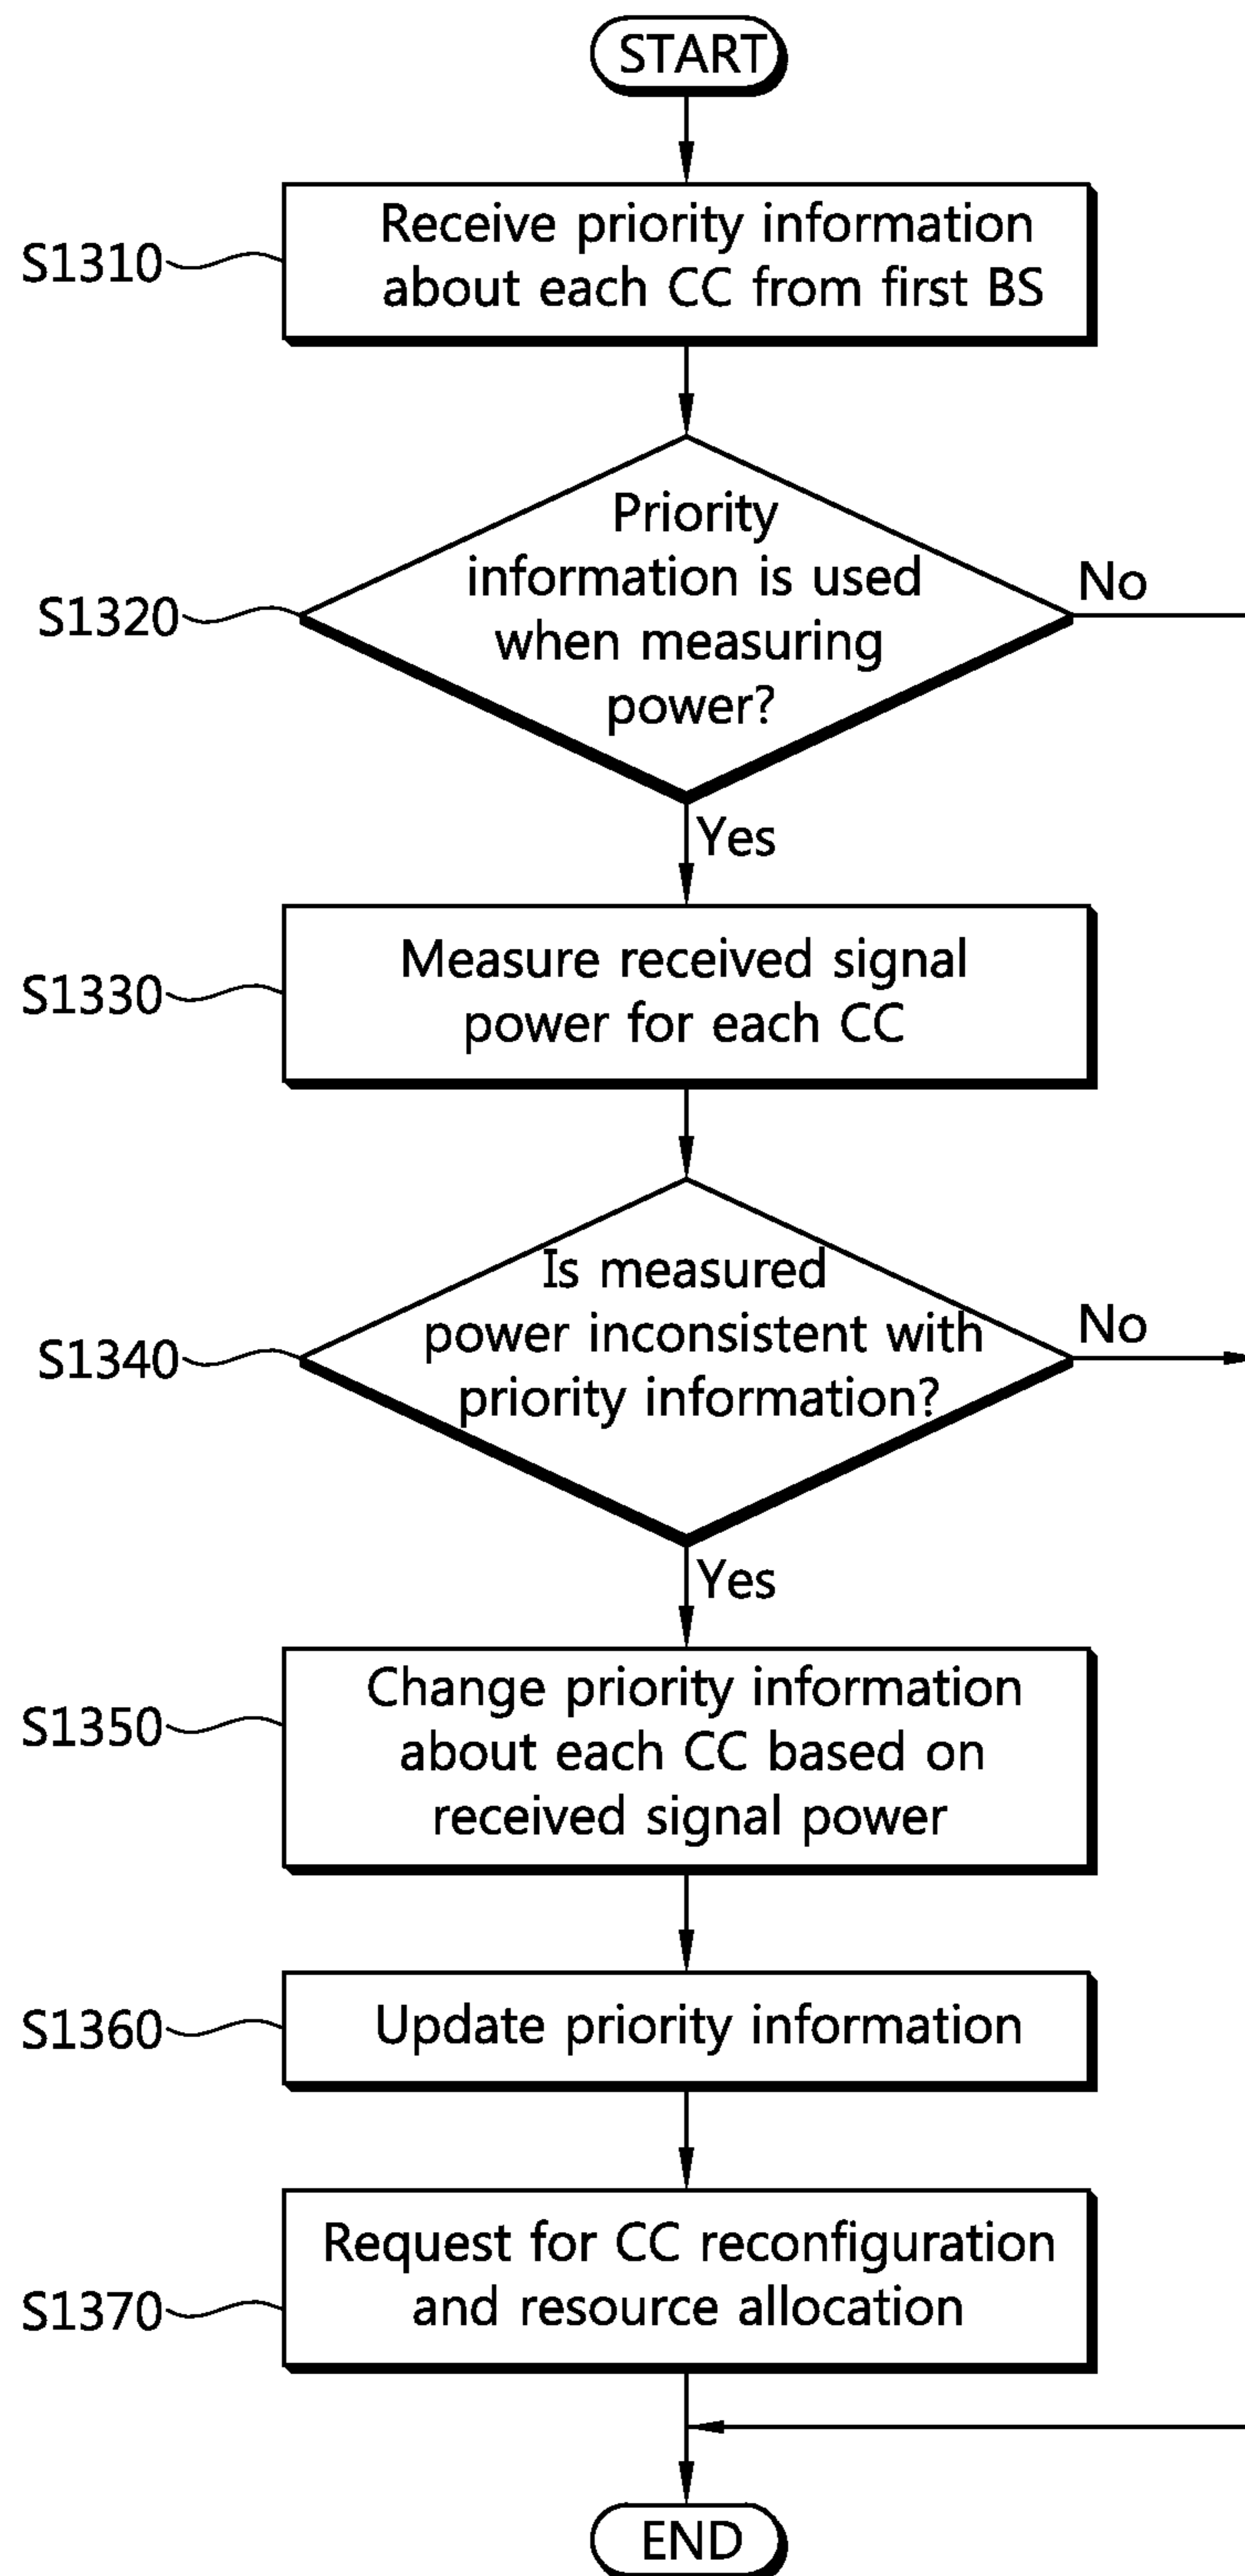 START
S1310
Receive priority information
about each CC from first BS
S1320
Priority
information is used
when measuring
power?
No
Yes
S1330
Measure received signal
power for each CC
S1340
Is measured
power inconsistent with
priority information?
No
Yes
S1350
Change priority information
about each CC based on
received signal power
S1360
Update priority information
S1370
Request for CC reconfiguration
and resource allocation
END